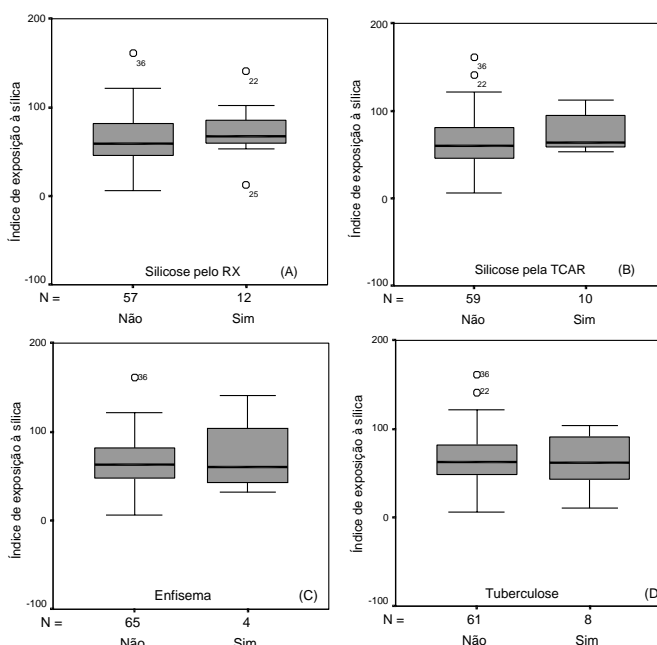 200
100
0
-100
Índice de exposição à sílica
36
22
25
Silicose pelo RX (A)
N = 57 12
Não Sim
200
100
0
-100
Índice de exposição à sílica
36
22
Silicose pela TCAR (B)
N = 59 10
Não Sim
200
100
0
-100
Índice de exposição à sílica
36
Enfisema (C)
N = 65 4
Não Sim
200
100
0
-100
Índice de exposição à sílica
36
22
Tuberculose (D
N = 61 8
Não Sim